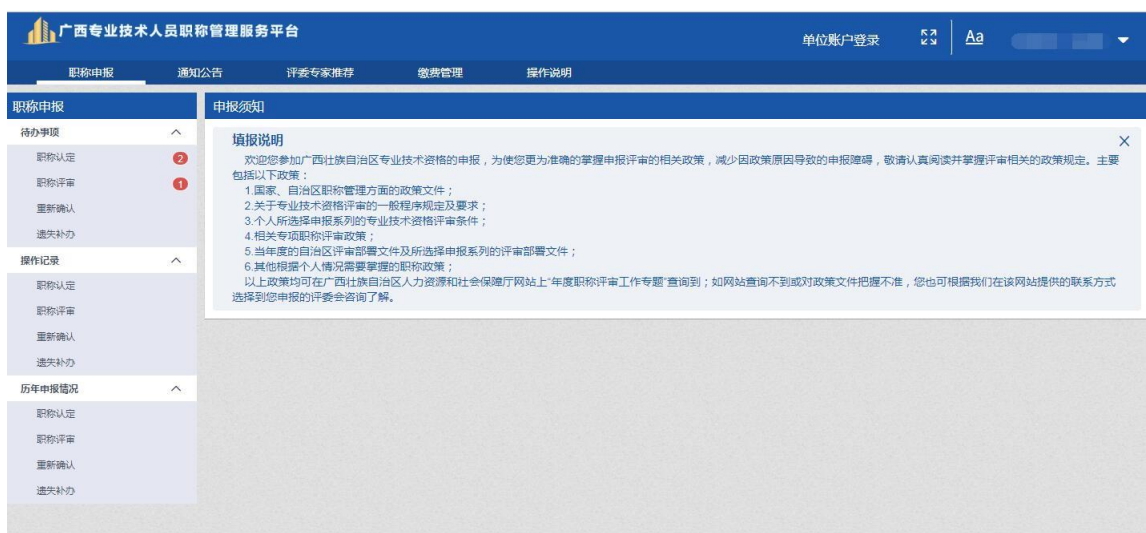 广西专业技术人员职称管理服务平台
单位账户登录
Aa
职称申报 通知公告 评委专家推荐 缴费管理 操作说明
职称申报
待办事项
职称认定 2
职称评审 1
重新确认
遗失补办
操作记录
职称认定
职称评审
重新确认
遗失补办
历年申报情况
职称认定
职称评审
重新确认
遗失补办
申报须知
填报说明
欢迎您参加广西壮族自治区专业技术资格的申报，为使您更为准确的掌握申报评审的相关政策，减少因政策原因导致的申报障碍，敬请认真阅读并掌握评审相关的政策规定。主要
包括以下政策：
1.国家、自治区职称管理方面的政策文件；
2.关于专业技术资格评审的一般程序规定及要求；
3.个人所选择申报系列的专业技术资格评审条件；
4.相关专项职称评审政策；
5.当年度的自治区评审部署文件及所选择申报系列的评审部署文件；
6.其他根据个人情况需要掌握的职称政策；
以上政策均可在广西壮族自治区人力资源和社会保障厅网站上“年度职称评审工作专题”查询到；如网站查询不到或对政策文件把握不准，您也可根据我们在该网站提供的联系方式
选择到您申报的评委会咨询了解。